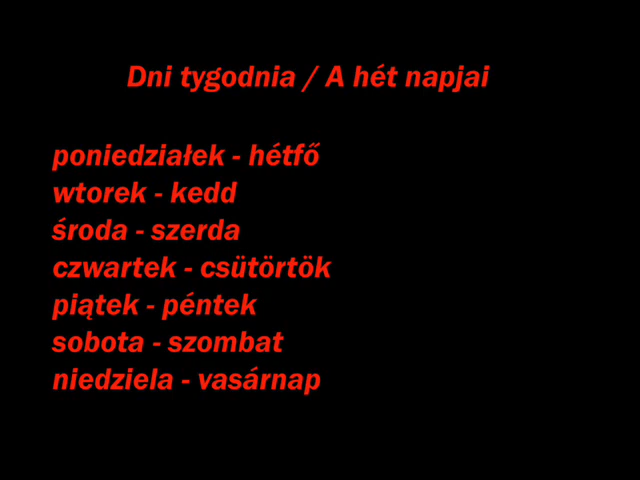 Dni tygodnia / A hét napjai
poniedziałek - hétfő
wtorek - kedd
środa - szerda
czwartek - csütörtök
piątek - péntek
sobota - szombat
niedziela - vasárnap